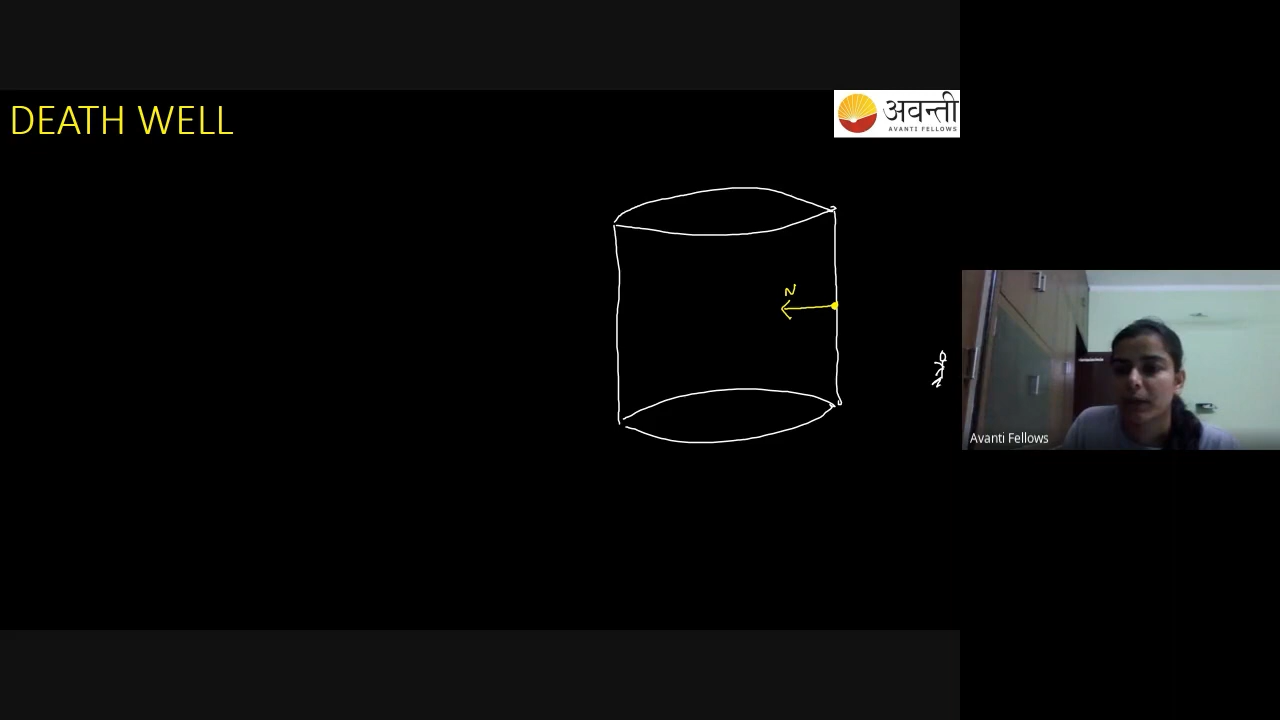 DEATH WELL
अवन्ती
AVANTI FELLOWS
N
Avanti Fellows